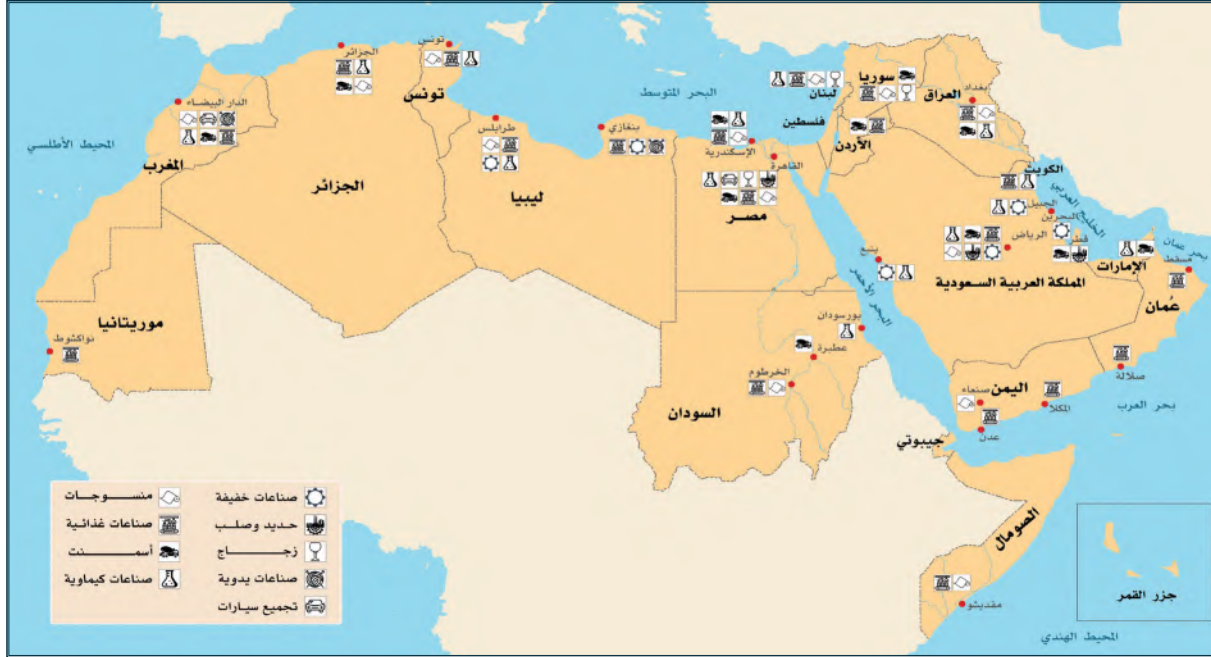 الجزائر
تونس
الدار البيضاء
المغرب
المحيط الأطلسي
الجزائر
تونس
طرابلس
بنغازي
ليبيا
البحر المتوسط
الإسكندرية
القاهرة
مصر
لبنان
سوريا
فلسطين
الأردن
العراق
بغداد
الكويت
الجبيل
البحرين
الخليج العربي
قطر
الرياض
ينبع
المملكة العربية السعودية
الإمارات
بحر عمان
مسقط
عُمان
صلالة
البحر الأحمر
موريتانيا
نواكشوط
بورسودان
عطبرة
الخرطوم
السودان
اليمن
صنعاء
المكلا
عدن
بحر العرب
جيبوتي
الصومال
مقديشو
المحيط الهندي
جزر القمر
صناعات خفيفة
حديد وصلب
زجاج
صناعات يدوية
تجميع سيارات
منسوجات
صناعات غذائية
أسمنت
صناعات كيماوية